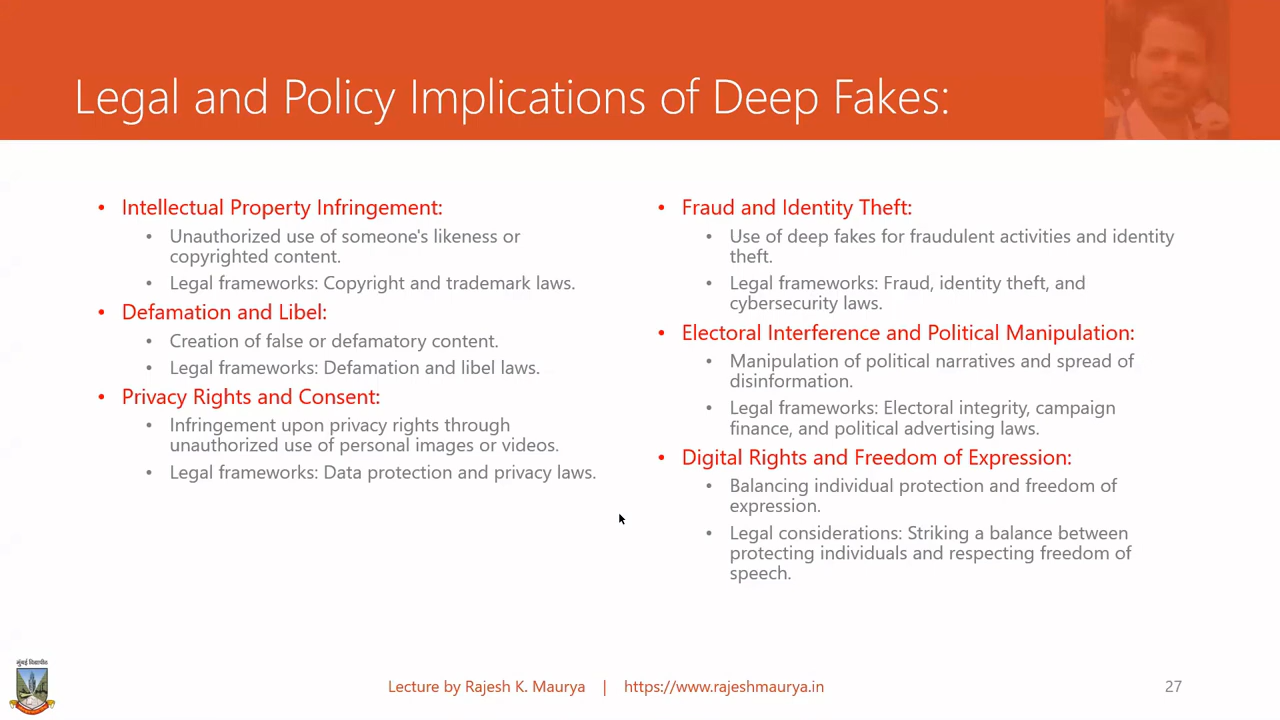 Legal and Policy Implications of Deep Fakes:
• Intellectual Property Infringement:
• Unauthorized use of someone's likeness or
copyrighted content.
• Legal frameworks: Copyright and trademark laws.
• Defamation and Libel:
• Creation of false or defamatory content.
• Legal frameworks: Defamation and libel laws.
• Privacy Rights and Consent:
• Infringement upon privacy rights through
unauthorized use of personal images or videos.
• Legal frameworks: Data protection and privacy laws.
• Fraud and Identity Theft:
• Use of deep fakes for fraudulent activities and identity
theft.
• Legal frameworks: Fraud, identity theft, and
cybersecurity laws.
• Electoral Interference and Political Manipulation:
• Manipulation of political narratives and spread of
disinformation.
• Legal frameworks: Electoral integrity, campaign
finance, and political advertising laws.
• Digital Rights and Freedom of Expression:
• Balancing individual protection and freedom of
expression.
• Legal considerations: Striking a balance between
protecting individuals and respecting freedom of
speech.
मुंबई विद्यापीठ
Lecture by Rajesh K. Maurya | https://www.rajeshmaurya.in
27